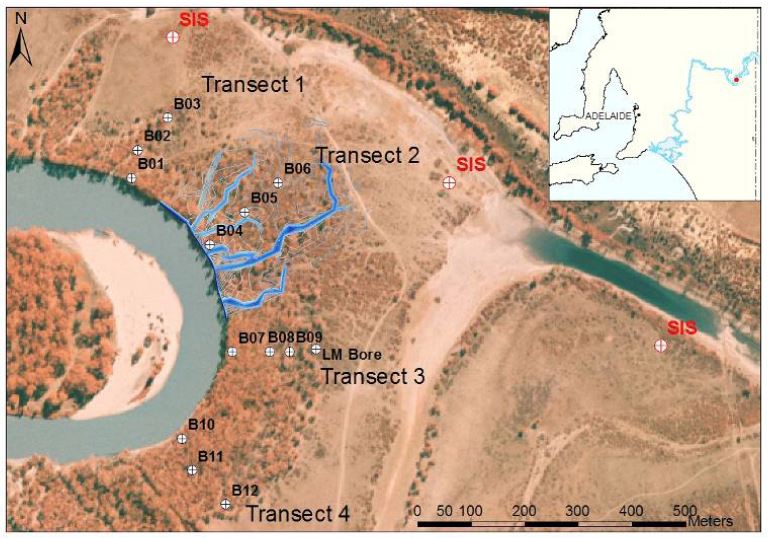 N
SIS
Transect 1
B03
B02
B01
ADELAIDE
Transect 2
B06
SIS
B05
B04
B07
B08
B09
LM Bore
SIS
Transect 3
B10
B11
B12
Transect 4
0 50 100 200 300 400 500
Meters